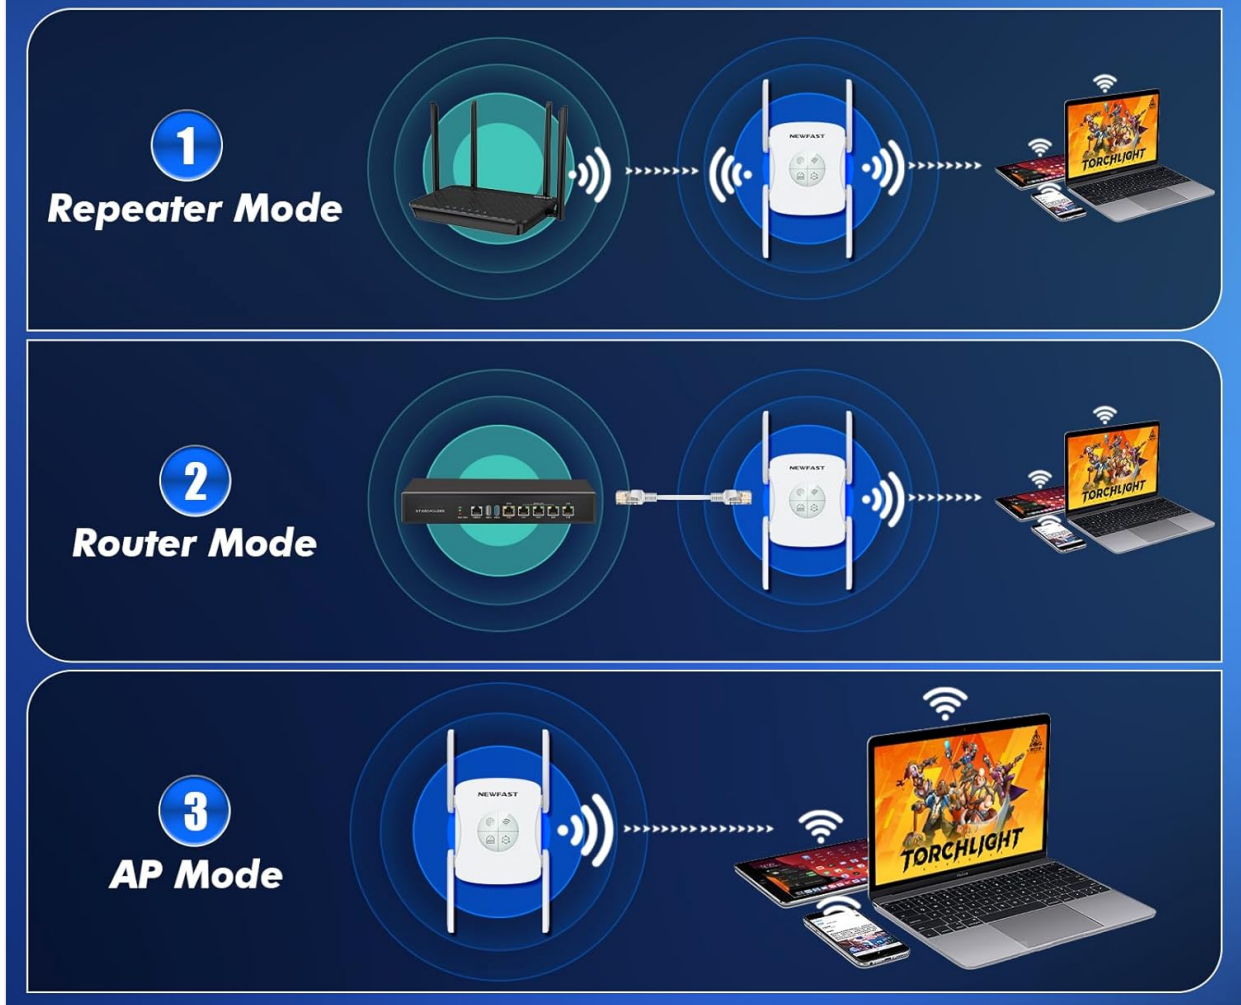 1
Repeater Mode
NEWFAST
TORCHLIGHT
2
Router Mode
NEWFAST
TORCHLIGHT
3
AP Mode
NEWFAST
TORCHLIGHT